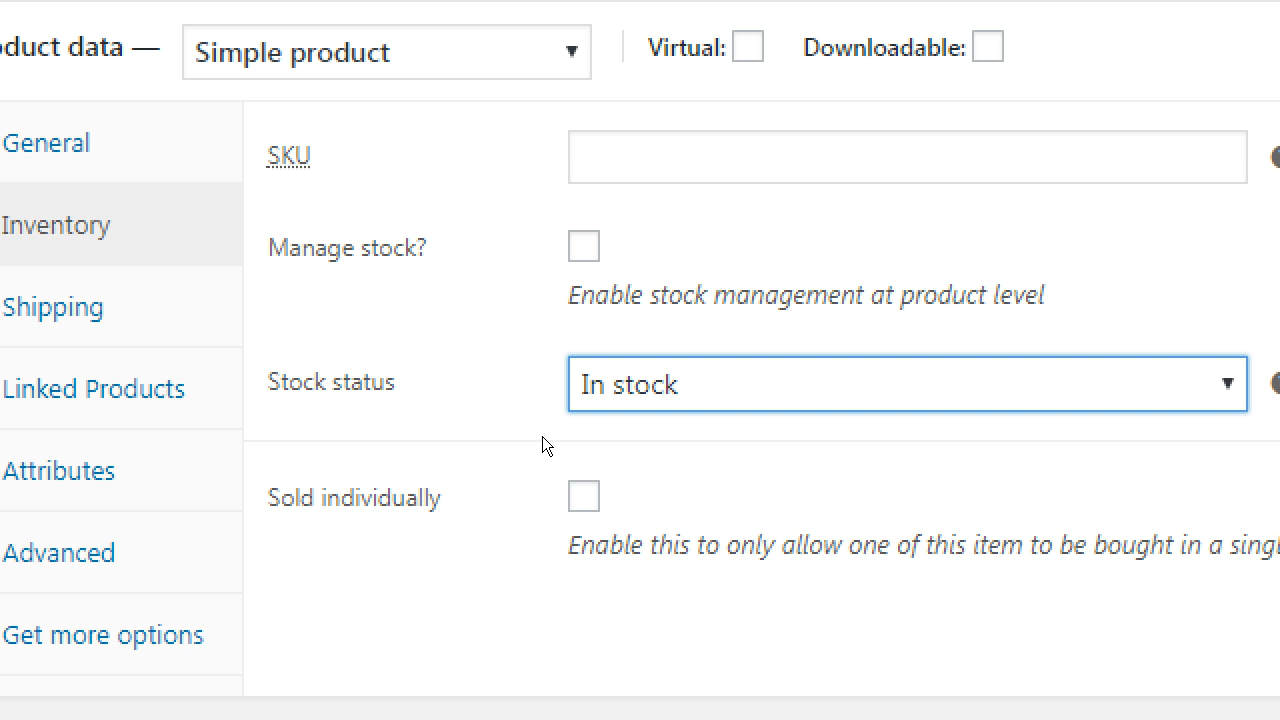 oduct data —
Simple product
Virtual:
Downloadable:
General
Inventory
Shipping
Linked Products
Attributes
Advanced
Get more options
SKU
Manage stock?
Enable stock management at product level
Stock status
In stock
Sold individually
Enable this to only allow one of this item to be bought in a singl